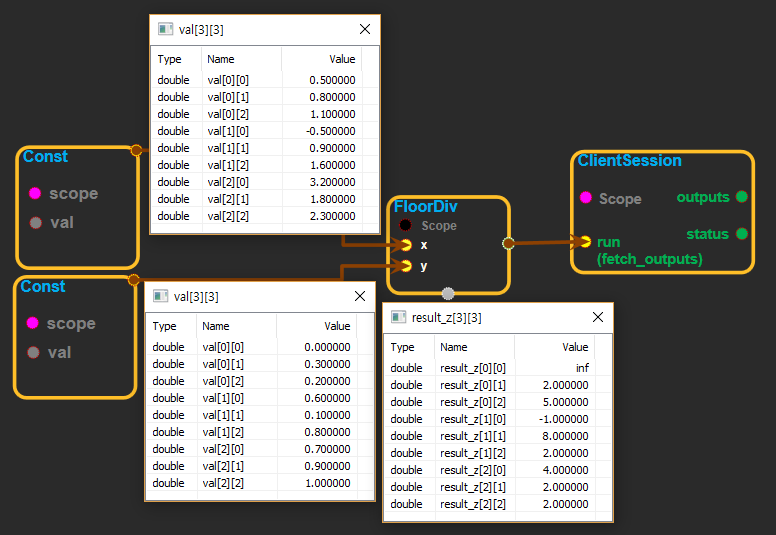 val[3][3]
Type Name Value
double val[0][0] 0.500000
double val[0][1] 0.800000
double val[0][2] 1.100000
double val[1][0] -0.500000
double val[1][1] 0.900000
double val[1][2] 1.600000
double val[2][0] 3.200000
double val[2][1] 1.800000
double val[2][2] 2.300000
Const
scope
val
FloorDiv
Scope
x
y
ClientSession
Scope
outputs
status
run
(fetch_outputs)
Const
scope
val
val[3][3]
Type Name Value
double val[0][0] 0.000000
double val[0][1] 0.300000
double val[0][2] 0.200000
double val[1][0] 0.600000
double val[1][1] 0.100000
double val[1][2] 0.800000
double val[2][0] 0.700000
double val[2][1] 0.900000
double val[2][2] 1.000000
result_z[3][3]
Type Name Value
double result_z[0][0] inf
double result_z[0][1] 2.000000
double result_z[0][2] 5.000000
double result_z[1][0] -1.000000
double result_z[1][1] 8.000000
double result_z[1][2] 2.000000
double result_z[2][0] 4.000000
double result_z[2][1] 2.000000
double result_z[2][2] 2.000000